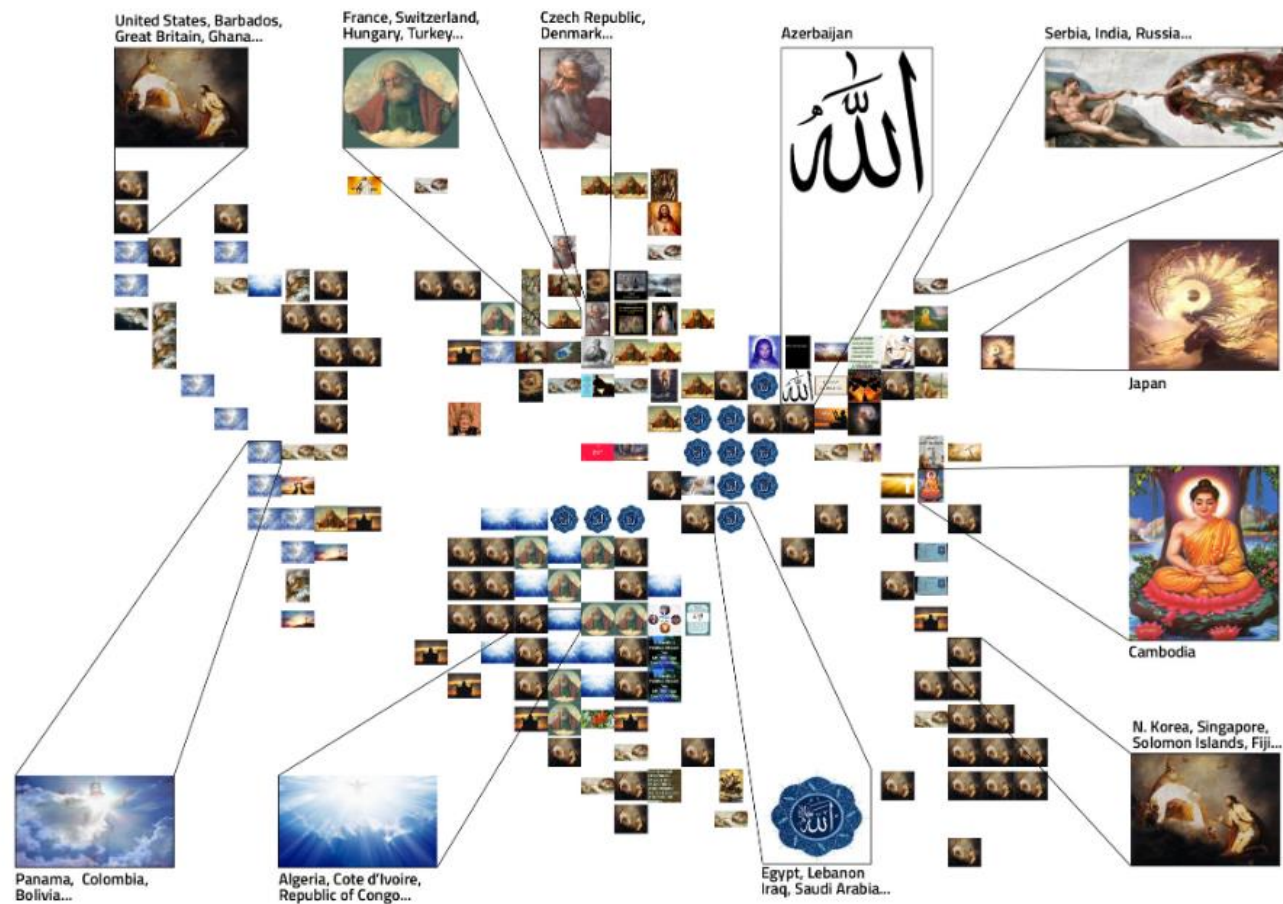 United States, Barbados,
Great Britain, Ghana...
France, Switzerland,
Hungary, Turkey...
Czech Republic,
Denmark...
Azerbaijan
Serbia, India, Russia...
الله
Japan
Cambodia
N. Korea, Singapore,
Solomon Islands, Fiji...
Panama, Colombia,
Bolivia...
Algeria, Cote d'Ivoire,
Republic of Congo...
الله
Egypt, Lebanon
Iraq, Saudi Arabia...